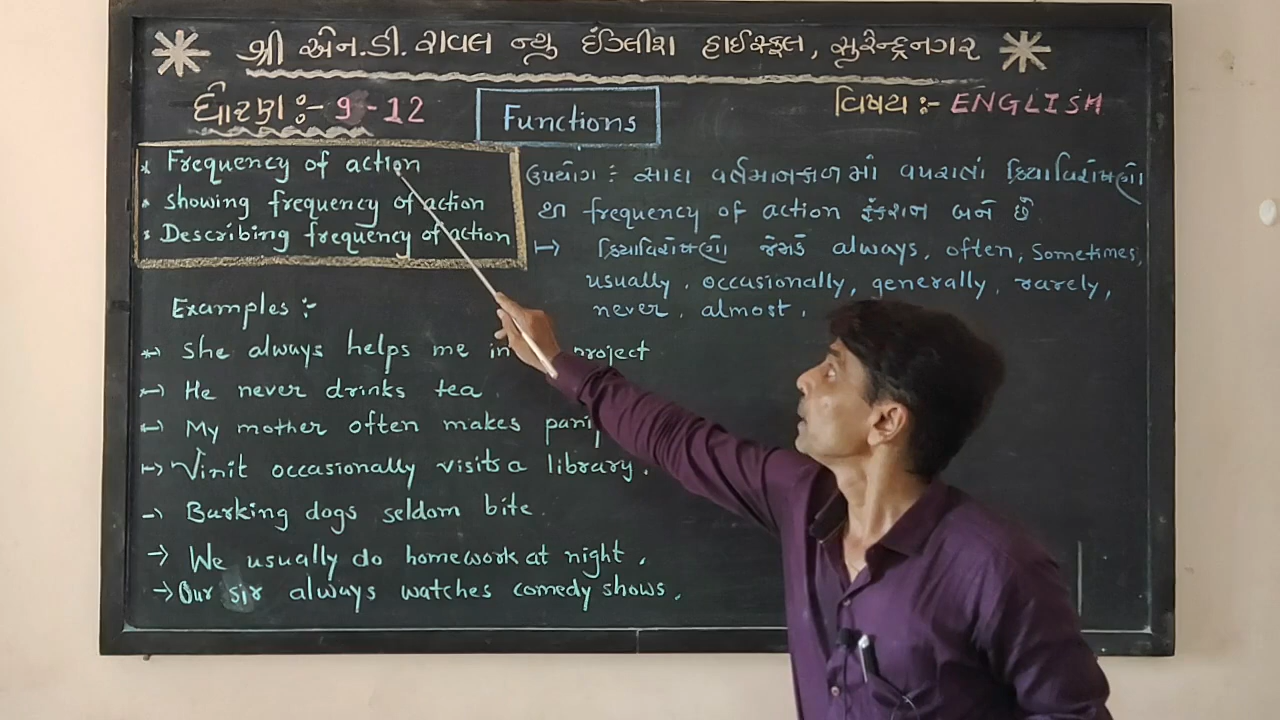 શ્રી એન.ડી. રાવલ ન્યુ ઇંગ્લીશ હાઈસ્કૂલ, સુરેન્દ્રનગર
ધોરણ :- 9 - 12
Functions
વિષય :- ENGLISH
* Frequency of action
* showing frequency of action
* Describing frequency of action
ઉપયોગ : સાદા વર્તમાનકાળમાં વપરાતાં ક્રિયાવિશેષણો
થી frequency of action ફંકશન બને છે
→ ક્રિયાવિશેષણો જેમકે always, often, Sometimes,
usually, occasionally, generally, rarely,
never, almost.
Examples :-
→ She always helps me in project
→ He never drinks tea.
→ My mother often makes
→ Vinit occasionally visits a library.
→ Barking dogs seldom bite.
→ We usually do homework at night.
→ Our sir always watches comedy shows.